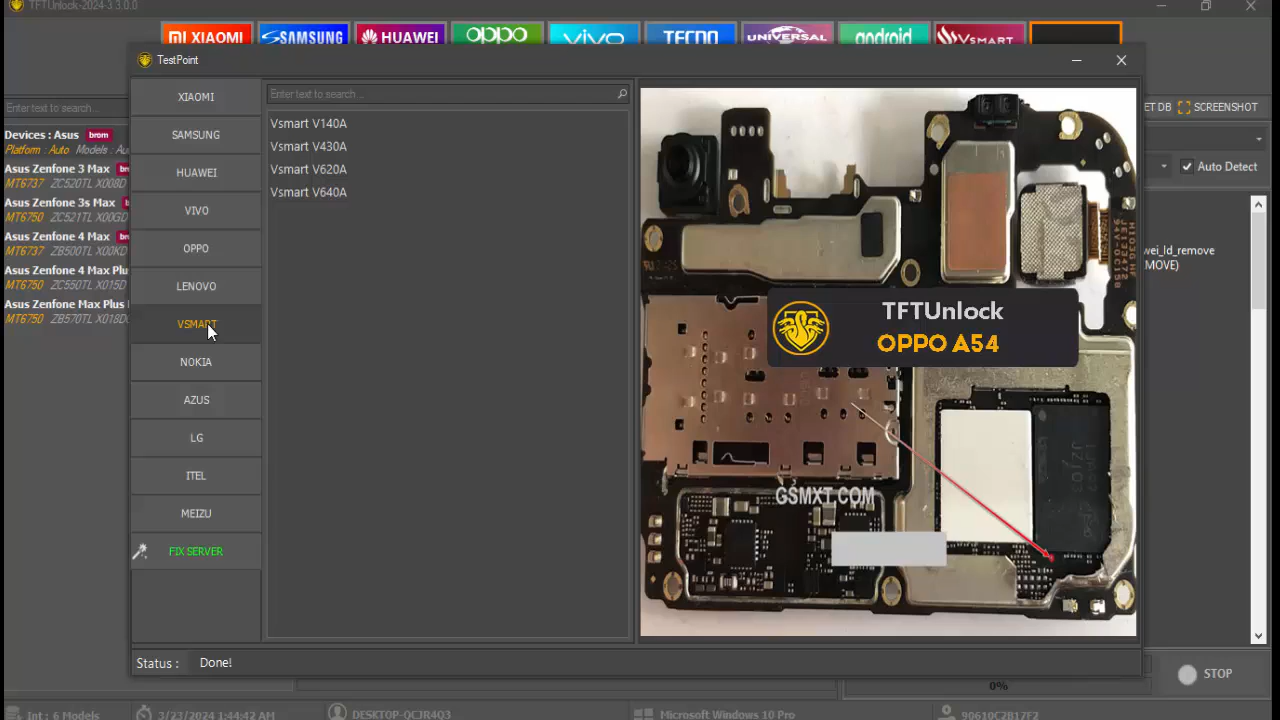 TFTUnlock-2024-3 3.0.0
XIAOMI
SAMSUNG
HUAWEI
oppo
vivo
TECNO
UNIVERSAL
android
VSMART
TestPoint
Enter text to search...
ET DB
SCREENSHOT
Auto Detect
Devices : Asus brom
Platform : Auto Models : Au
Asus Zenfone 3 Max
MT6737 ZC520TL X008D
Asus Zenfone 3s Max
MT6750 ZC521TL X00GD
Asus Zenfone 4 Max
MT6737 ZB500TL X00KD
Asus Zenfone 4 Max Plu
MT6750 ZC550TL X015D
Asus Zenfone Max Plus
MT6750 ZB570TL X018D
XIAOMI
SAMSUNG
HUAWEI
VIVO
OPPO
LENOVO
VSMART
NOKIA
AZUS
LG
ITEL
MEIZU
FIX SERVER
Enter text to search ...
Vsmart V140A
Vsmart V430A
Vsmart V620A
Vsmart V640A
TFTUnlock
OPPO A54
GSMXT.COM
wei_ld_remove
MOVE)
Status : Done!
0%
STOP
Int : 6 Models
3/23/2024 1:44:42 AM
DESKTOP-QCJR4Q3
Microsoft Windows 10 Pro
90610C2B17F2